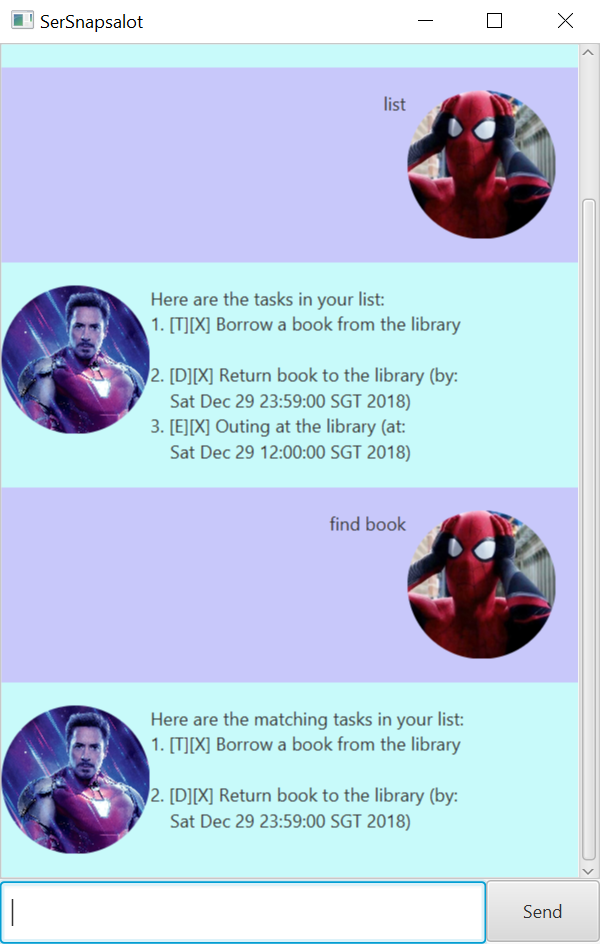 SerSnapsalot
list
Here are the tasks in your list:
1. [T][X] Borrow a book from the library
2. [D][X] Return book to the library (by:
Sat Dec 29 23:59:00 SGT 2018)
3. [E][X] Outing at the library (at:
Sat Dec 29 12:00:00 SGT 2018)
find book
Here are the matching tasks in your list:
1. [T][X] Borrow a book from the library
2. [D][X] Return book to the library (by:
Sat Dec 29 23:59:00 SGT 2018)
Send